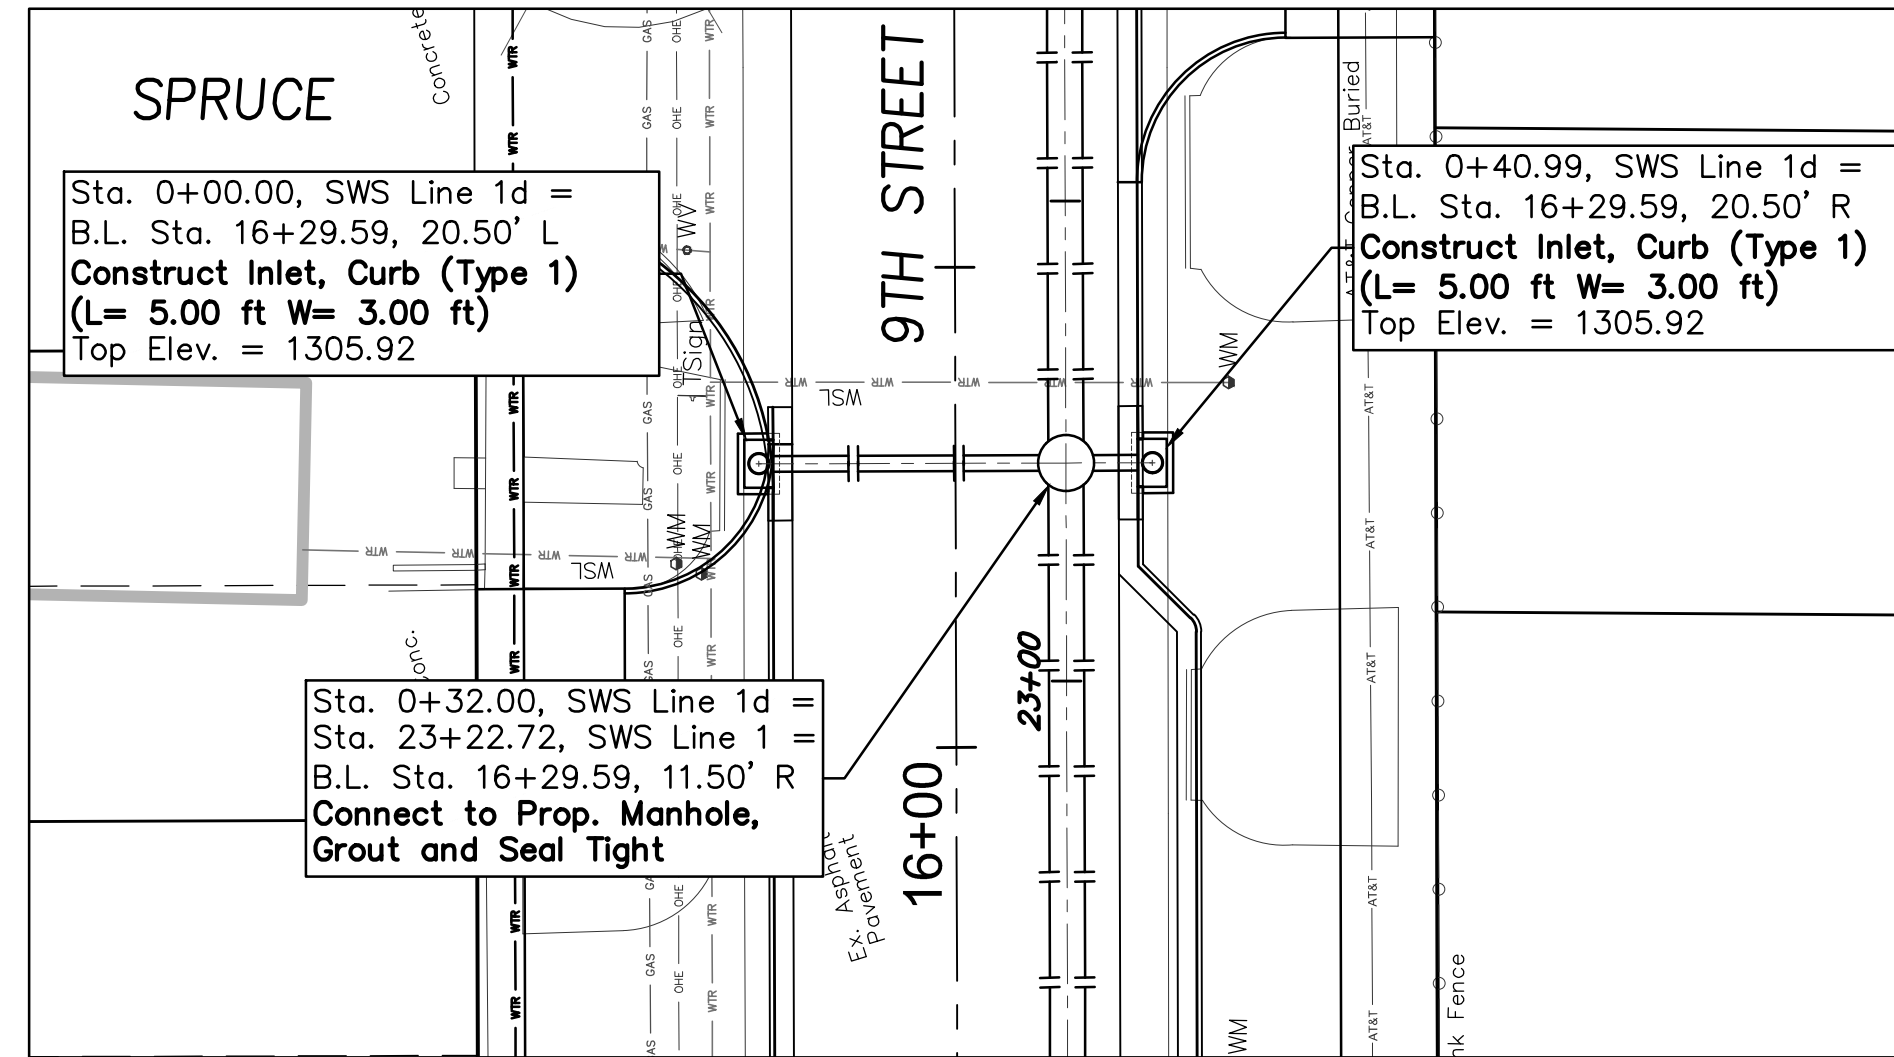 SPRUCE
Concrete
9TH STREET
Sta. 0+00.00, SWS Line 1d =
B.L. Sta. 16+29.59, 20.50' L
Construct Inlet, Curb (Type 1)
(L= 5.00 ft W= 3.00 ft)
Top Elev. = 1305.92
Sta. 0+40.99, SWS Line 1d =
B.L. Sta. 16+29.59, 20.50' R
Construct Inlet, Curb (Type 1)
(L= 5.00 ft W= 3.00 ft)
Top Elev. = 1305.92
Buried
WV
Sign
WM
WSL
WM
WM
WSL
23+00
Sta. 0+32.00, SWS Line 1d =
Sta. 23+22.72, SWS Line 1 =
B.L. Sta. 16+29.59, 11.50' R
Connect to Prop. Manhole,
Grout and Seal Tight
16+00
Ex. Asphalt
Pavement
WM
Fence
WTR
GAS
OHE
WTR
AT&T